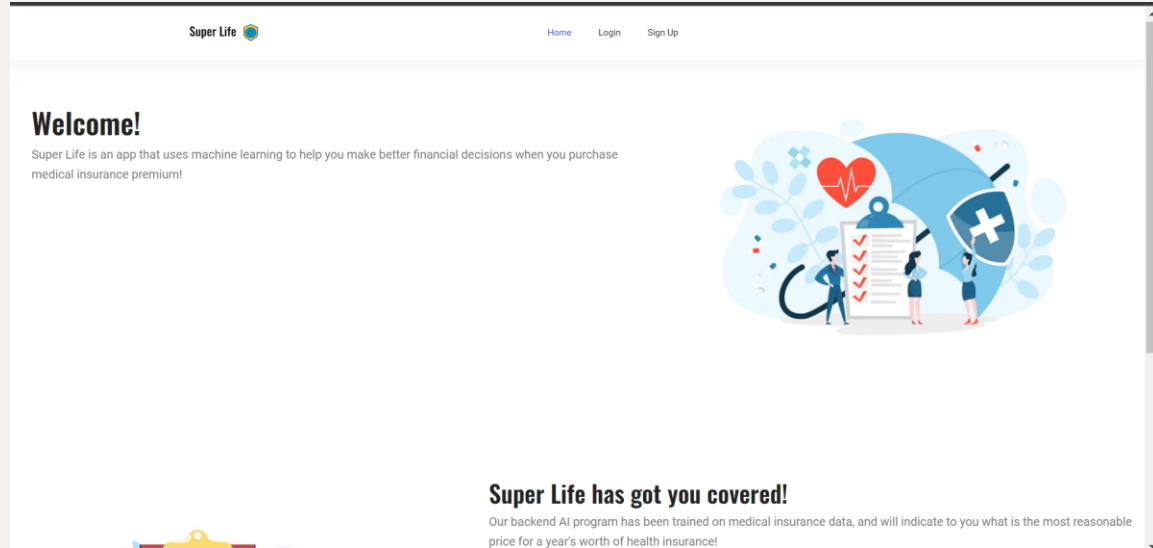 Super Life
Home Login Sign Up
Welcome!
Super Life is an app that uses machine learning to help you make better financial decisions when you purchase
medical insurance premium!
Super Life has got you covered!
Our backend AI program has been trained on medical insurance data, and will indicate to you what is the most reasonable
price for a year's worth of health insurance!